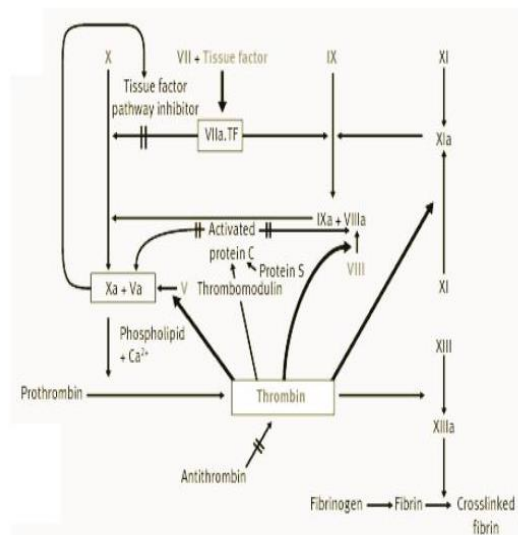 X
VII + Tissue factor
IX
XI
Tissue factor
pathway inhibitor
VIIa.TF
XIa
IXa + VIIIa
Activated
protein C
Protein S
VIII
Xa + Va
V
Thrombomodulin
XI
Phospholipid
+ Ca²⁺
XIII
Prothrombin
Thrombin
XIIIa
Antithrombin
Fibrinogen
Fibrin
Crosslinked
fibrin